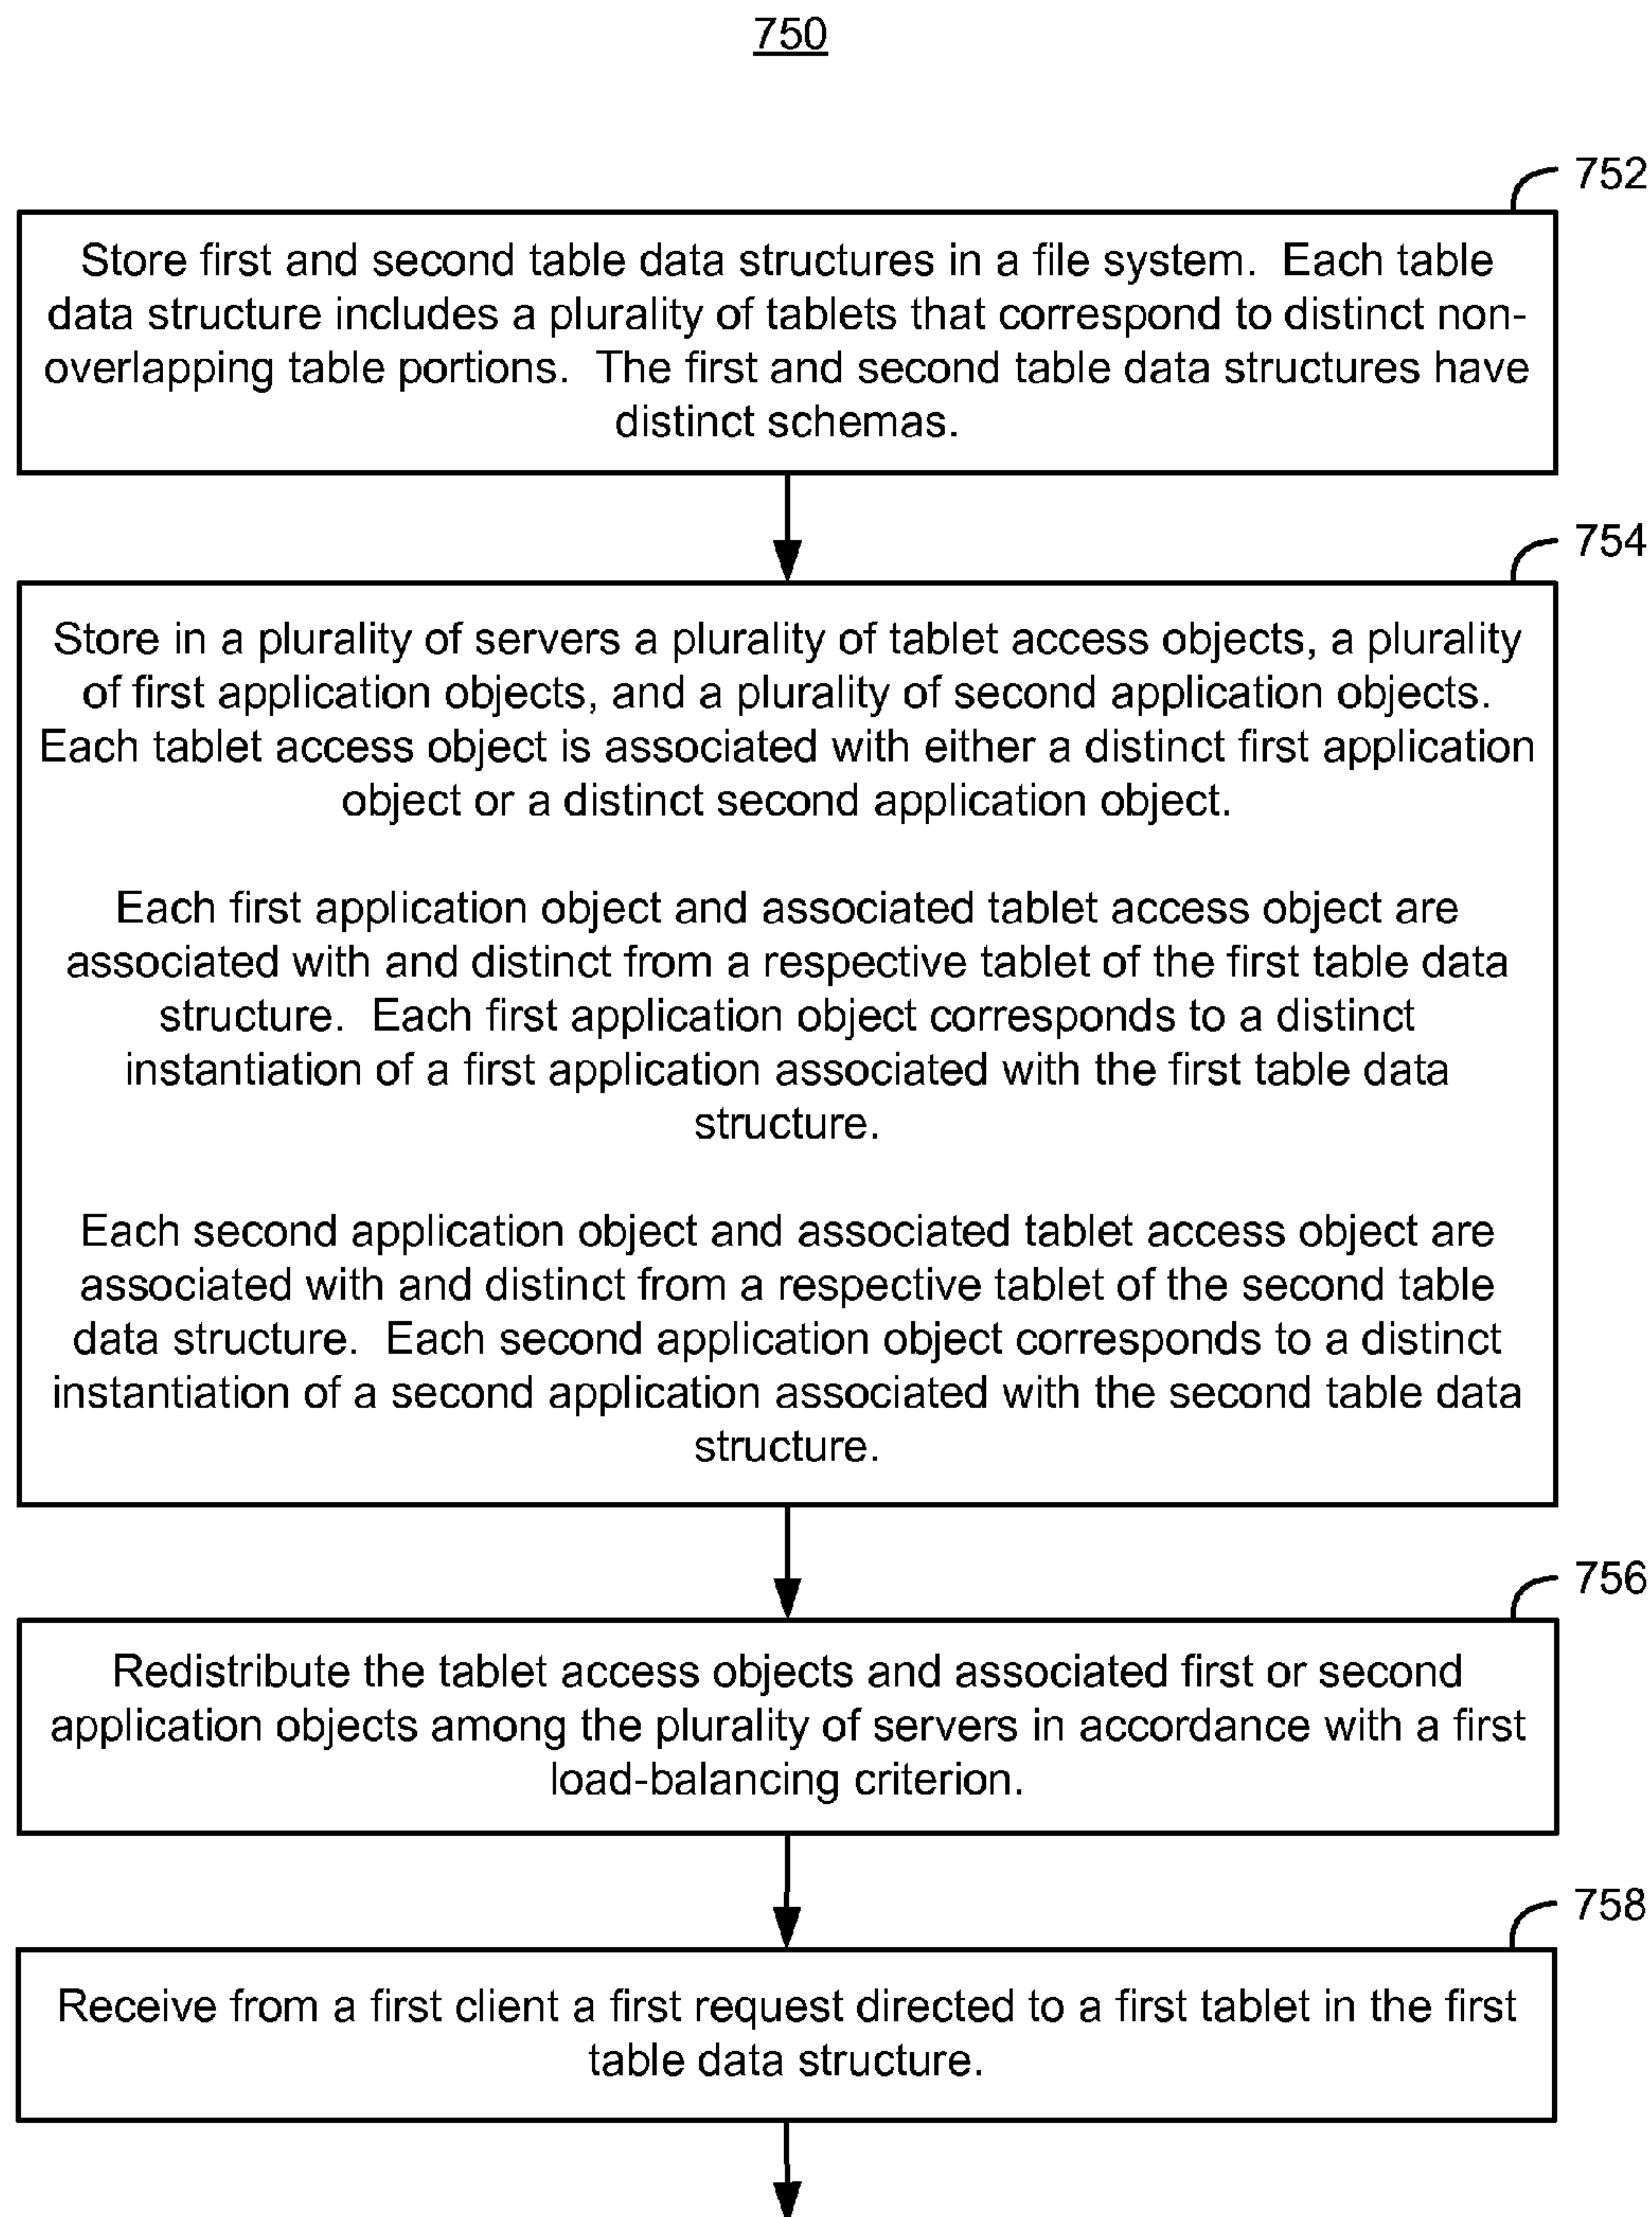 750
752
Store first and second table data structures in a file system. Each table
data structure includes a plurality of tablets that correspond to distinct non-
overlapping table portions. The first and second table data structures have
distinct schemas.
754
Store in a plurality of servers a plurality of tablet access objects, a plurality
of first application objects, and a plurality of second application objects.
Each tablet access object is associated with either a distinct first application
object or a distinct second application object.
Each first application object and associated tablet access object are
associated with and distinct from a respective tablet of the first table data
structure. Each first application object corresponds to a distinct
instantiation of a first application associated with the first table data
structure.
Each second application object and associated tablet access object are
associated with and distinct from a respective tablet of the second table
data structure. Each second application object corresponds to a distinct
instantiation of a second application associated with the second table data
structure.
756
Redistribute the tablet access objects and associated first or second
application objects among the plurality of servers in accordance with a first
load-balancing criterion.
758
Receive from a first client a first request directed to a first tablet in the first
table data structure.